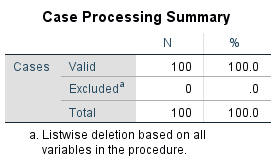 Case Processing Summary
N %
Cases Valid 100 100.0
Excludedᵃ 0 .0
Total 100 100.0
a. Listwise deletion based on all
variables in the procedure.